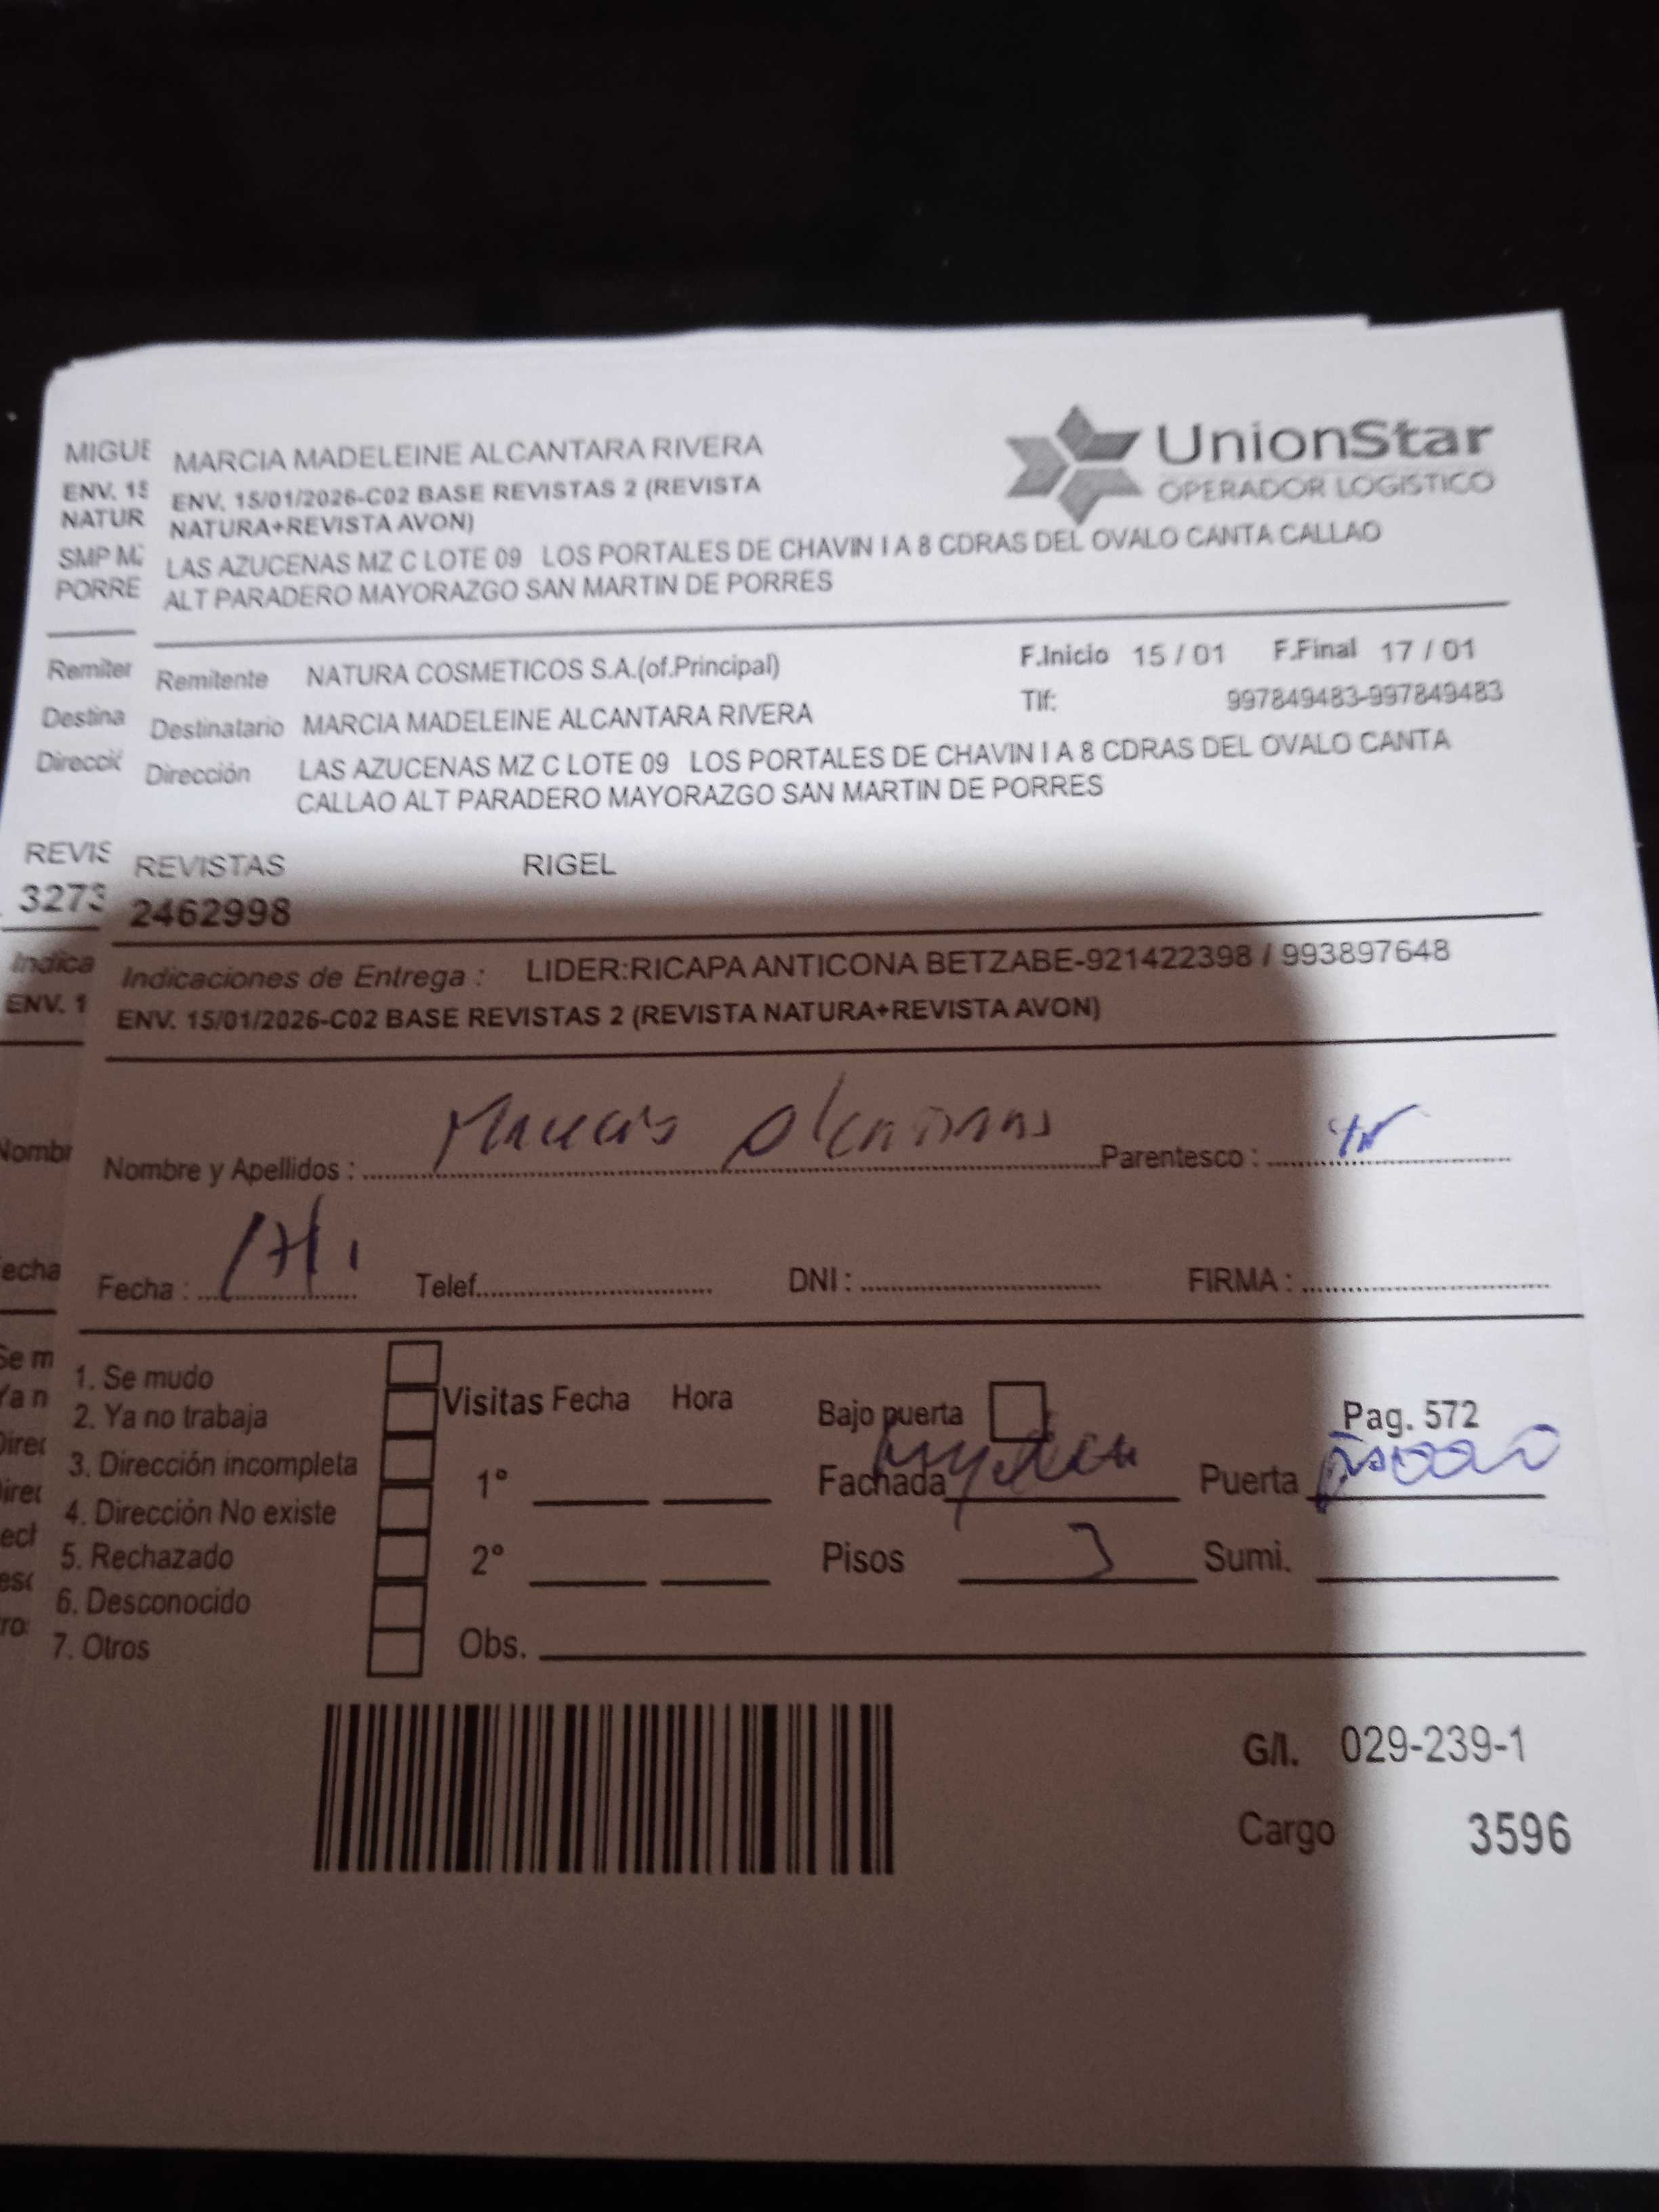 MIGUE
ENV. 15
NATUR
SMP MZ
PORRE
Remiter
Destina
Direcció
REVIS
3273
Indica
ENV. 1
Nombr
echa
MARCIA MADELEINE ALCANTARA RIVERA
ENV. 15/01/2026-C02 BASE REVISTAS 2 (REVISTA
NATURA+REVISTA AVON)
LAS AZUCENAS MZ C LOTE 09 LOS PORTALES DE CHAVIN I A 8 CDRAS DEL OVALO CANTA CALLAO
ALT PARADERO MAYORAZGO SAN MARTIN DE PORRES
UnionStar
OPERADOR LOGÍSTICO
Remitente NATURA COSMETICOS S.A.(of.Principal) F.Inicio 15 / 01 F.Final 17 / 01
Tlf: 997849483-997849483
Destinatario MARCIA MADELEINE ALCANTARA RIVERA
Dirección LAS AZUCENAS MZ C LOTE 09 LOS PORTALES DE CHAVIN I A 8 CDRAS DEL OVALO CANTA
CALLAO ALT PARADERO MAYORAZGO SAN MARTIN DE PORRES
REVISTAS RIGEL
2462998
Indicaciones de Entrega : LIDER:RICAPA ANTICONA BETZABE-921422398 / 993897648
ENV. 15/01/2026-C02 BASE REVISTAS 2 (REVISTA NATURA+REVISTA AVON)
Nombre y Apellidos : Parentesco :
Fecha : 17/1 Telef. DNI : FIRMA :
1. Se mudo
2. Ya no trabaja
3. Dirección incompleta
4. Dirección No existe
5. Rechazado
6. Desconocido
7. Otros
Visitas Fecha Hora
1°
2°
Obs.
Bajo puerta Pag. 572
Fachada Puerta
Pisos 3 Sumi.
G/l. 029-239-1
Cargo 3596